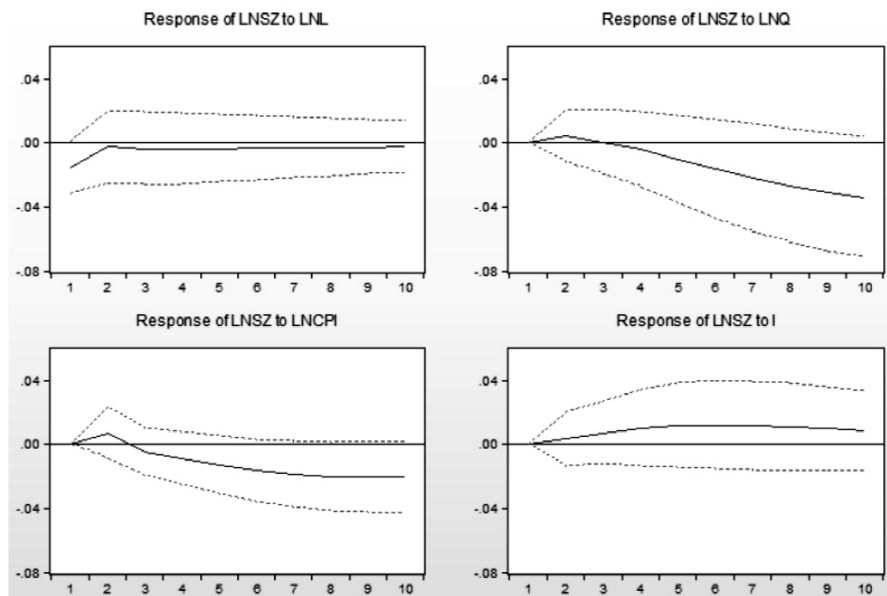 Response of LNSZ to LNL
.04
.00
-.04
-.08
1 2 3 4 5 6 7 8 9 10
Response of LNSZ to LNQ
.04
.00
-.04
-.08
1 2 3 4 5 6 7 8 9 10
Response of LNSZ to LNCPI
.04
.00
-.04
-.08
1 2 3 4 5 6 7 8 9 10
Response of LNSZ to I
.04
.00
-.04
-.08
1 2 3 4 5 6 7 8 9 10